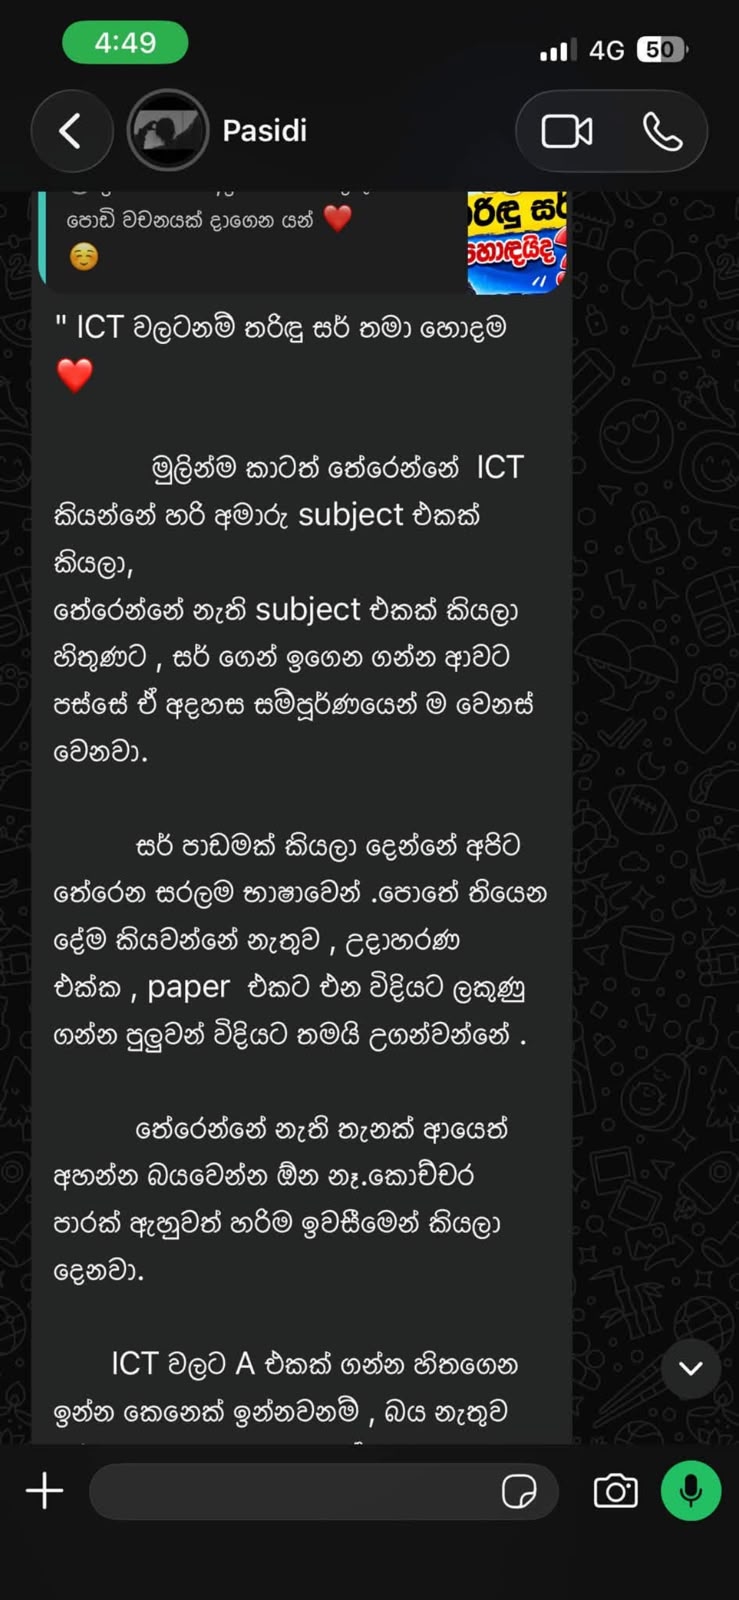 4:49
4G 50
Pasidi
පොඩි වචනයක් දාගෙන යන් ❤️
☺️
රිඳු සර්
හොඳයිද
" ICT වලටනම් තරිඳු සර් තමා හොදම
❤️
මුලින්ම කාටත් තේරෙන්නේ ICT
කියන්නේ හරි අමාරු subject එකක්
කියලා,
තේරෙන්නේ නැති subject එකක් කියලා
හිතුණට , සර් ගෙන් ඉගෙන ගන්න ආවට
පස්සේ ඒ අදහස සම්පූර්ණයෙන් ම වෙනස්
වෙනවා.
සර් පාඩමක් කියලා දෙන්නේ අපිට
තේරෙන සරලම භාෂාවෙන් .පොතේ තියෙන
දේම කියවන්නේ නැතුව , උදාහරණ
එක්ක , paper එකට එන විදියට ලකුණු
ගන්න පුලුවන් විදියට තමයි උගන්වන්නේ .
තේරෙන්නේ නැති තැනක් ආයෙත්
අහන්න බයවෙන්න ඕන නෑ.කොච්චර
පාරක් ඇහුවත් හරිම ඉවසීමෙන් කියලා
දෙනවා.
ICT වලට A එකක් ගන්න හිතගෙන
ඉන්න කෙනෙක් ඉන්නවනම් , බය නැතුව